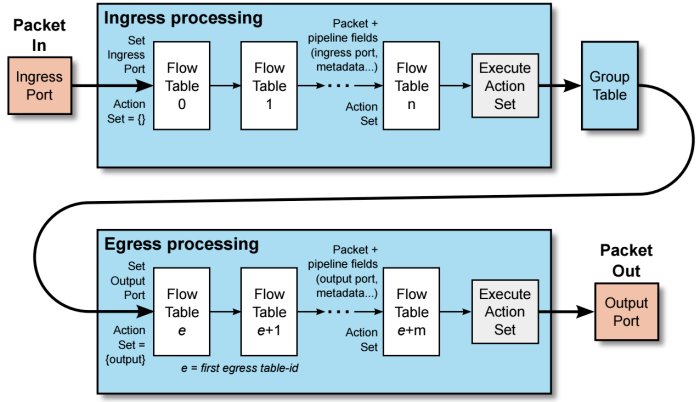 Ingress processing
Packet
In
Ingress
Port
Set
Ingress
Port
Action
Set = {}
Flow
Table
0
Flow
Table
1
Packet +
pipeline fields
(ingress port,
metadata...)
Action
Set
Flow
Table
n
Execute
Action
Set
Group
Table
Egress processing
Set
Output
Port
Action
Set =
{output}
Flow
Table
e
Flow
Table
e+1
e = first egress table-id
Packet +
pipeline fields
(output port,
metadata...)
Action
Set
Flow
Table
e+m
Execute
Action
Set
Packet
Out
Output
Port